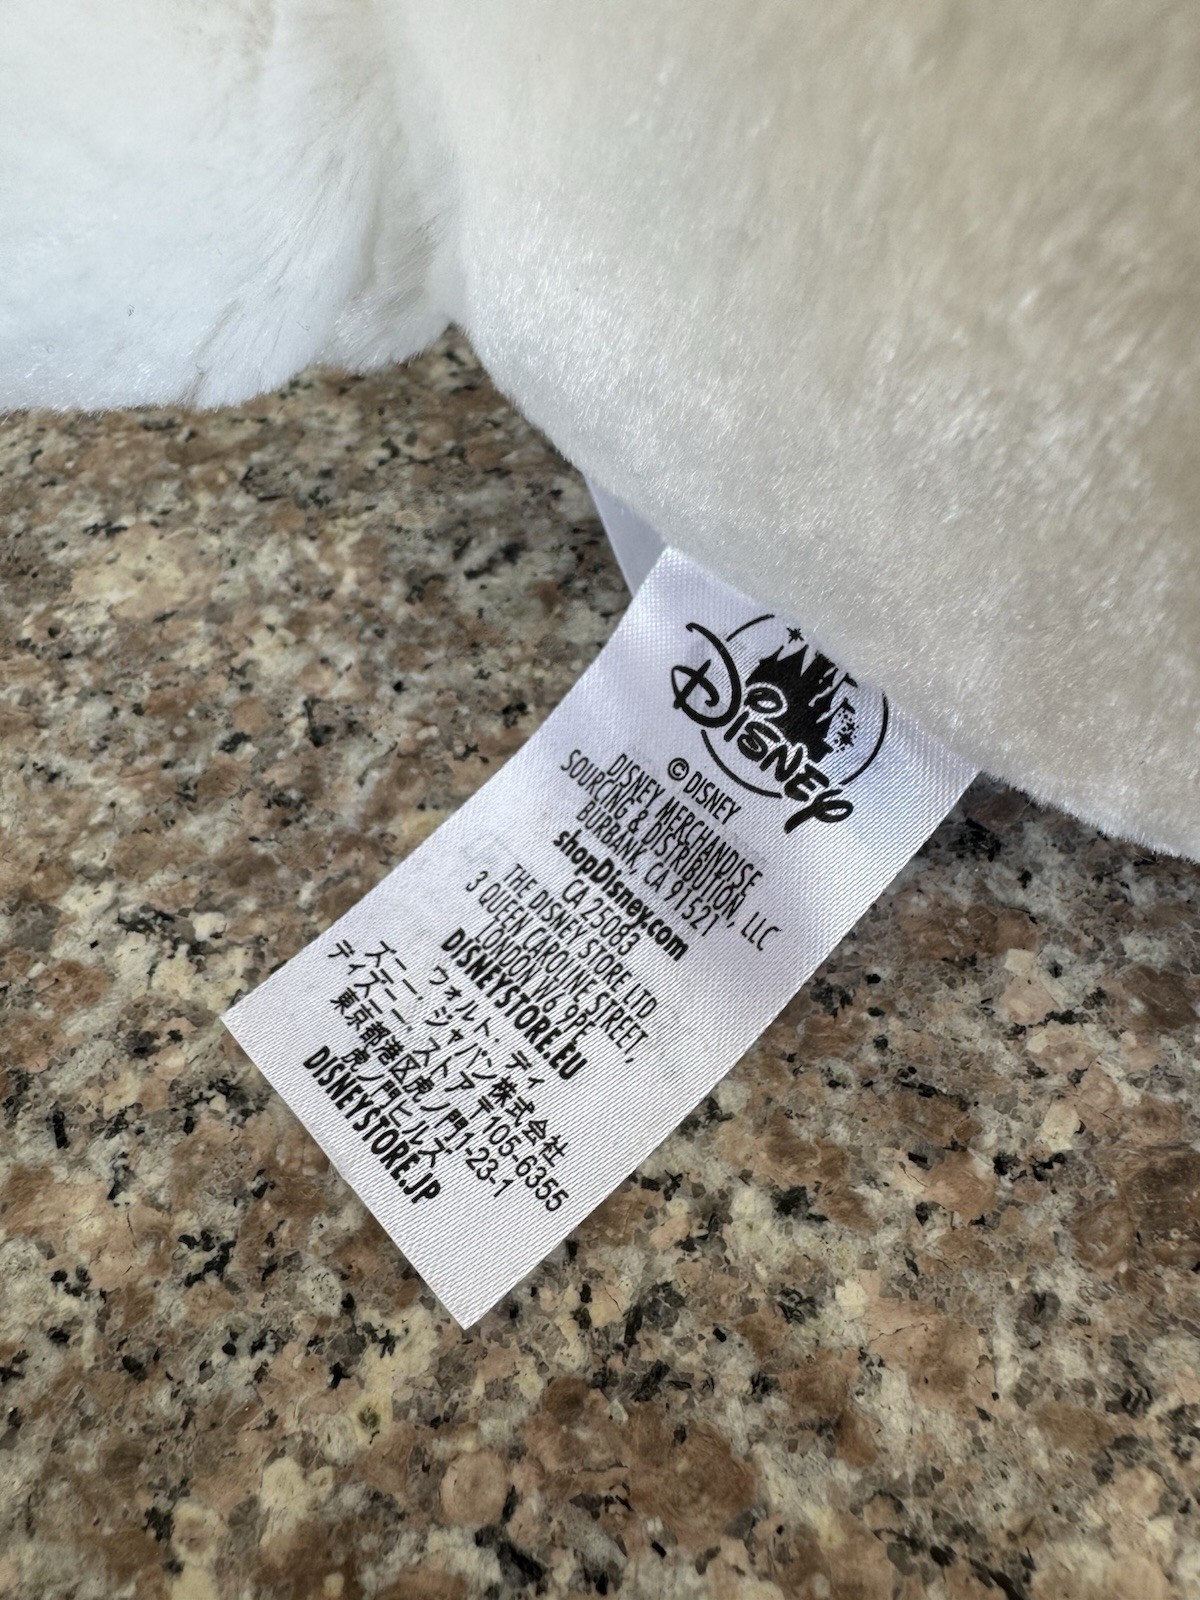 Disney
© DISNEY
DISNEY MERCHANDISE
SOURCING & DISTRIBUTION, LLC
BURBANK, CA 91521
shopDisney.com
CA 25083
THE DISNEY STORE LTD
3 QUEEN CAROLINE STREET,
LONDON W6 9PE
DISNEYSTORE.EU
ウォルト・ディ
ズニー・ジャパン株式会社
ディズニーストア 〒105-6355
東京都港区虎ノ門1-23-1
虎ノ門ヒルズ
DISNEYSTORE.JP